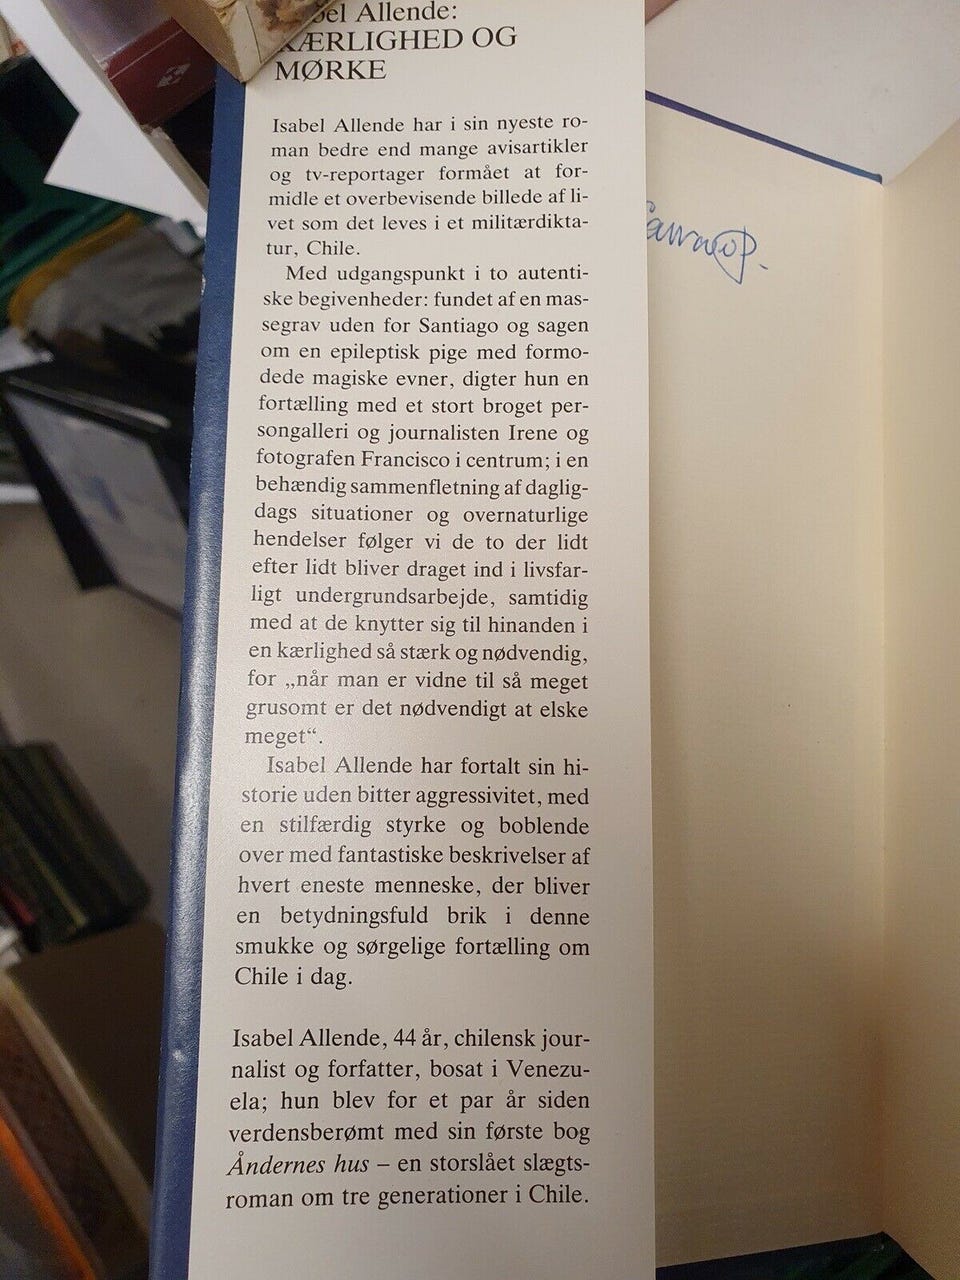 bel Allende:
KÆRLIGHED OG
MØRKE
Isabel Allende har i sin nyeste ro-
man bedre end mange avisartikler
og tv-reportager formået at for-
midle et overbevisende billede af li-
vet som det leves i et militærdikta-
tur, Chile.
Med udgangspunkt i to autenti-
ske begivenheder: fundet af en mas-
segrav uden for Santiago og sagen
om en epileptisk pige med formo-
dede magiske evner, digter hun en
fortælling med et stort broget per-
songalleri og journalisten Irene og
fotografen Francisco i centrum; i en
behændig sammenfletning af daglig-
dags situationer og overnaturlige
hendelser følger vi de to der lidt
efter lidt bliver draget ind i livsfar-
ligt undergrundsarbejde, samtidig
med at de knytter sig til hinanden i
en kærlighed så stærk og nødvendig,
for „når man er vidne til så meget
grusomt er det nødvendigt at elske
meget“.
Isabel Allende har fortalt sin hi-
storie uden bitter aggressivitet, med
en stilfærdig styrke og boblende
over med fantastiske beskrivelser af
hvert eneste menneske, der bliver
en betydningsfuld brik i denne
smukke og sørgelige fortælling om
Chile i dag.
Isabel Allende, 44 år, chilensk jour-
nalist og forfatter, bosat i Venezu-
ela; hun blev for et par år siden
verdensberømt med sin første bog
Åndernes hus – en storslået slægts-
roman om tre generationer i Chile.